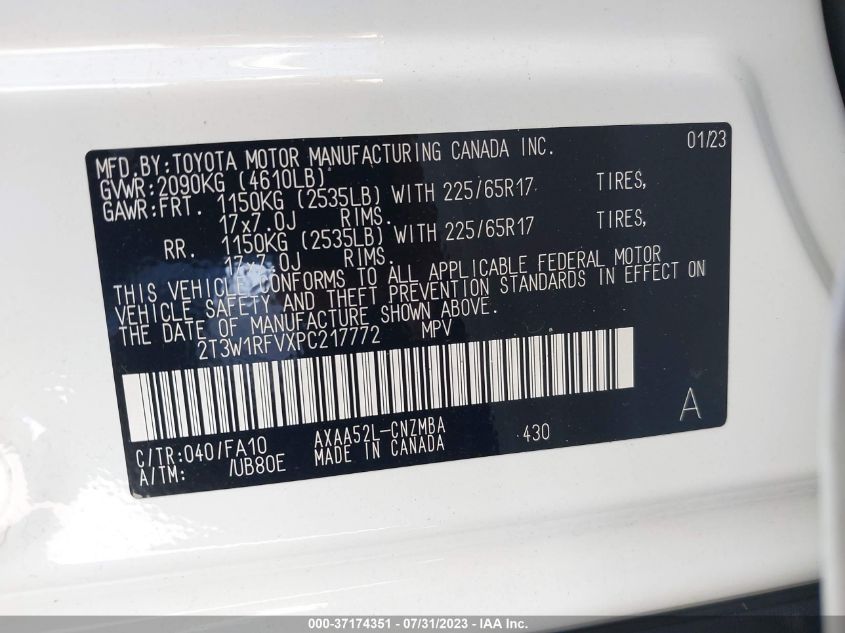 MFD.BY:TOYOTA MOTOR MANUFACTURING CANADA INC. 01/23
GVWR:2090KG (4610LB)
GAWR:FRT. 1150KG (2535LB) WITH 225/65R17 TIRES,
17x7.0J RIMS.
RR. 1150KG (2535LB) WITH 225/65R17 TIRES,
17x7.0J RIMS.
THIS VEHICLE CONFORMS TO ALL APPLICABLE FEDERAL MOTOR
VEHICLE SAFETY AND THEFT PREVENTION STANDARDS IN EFFECT ON
THE DATE OF MANUFACTURE SHOWN ABOVE.
2T3W1RFVXPC217772 MPV
A
C/TR:040/FA10 AXAA52L-CNZMBA 430
A/TM: /UB80E MADE IN CANADA
000-37174351 - 07/31/2023 - IAA Inc.